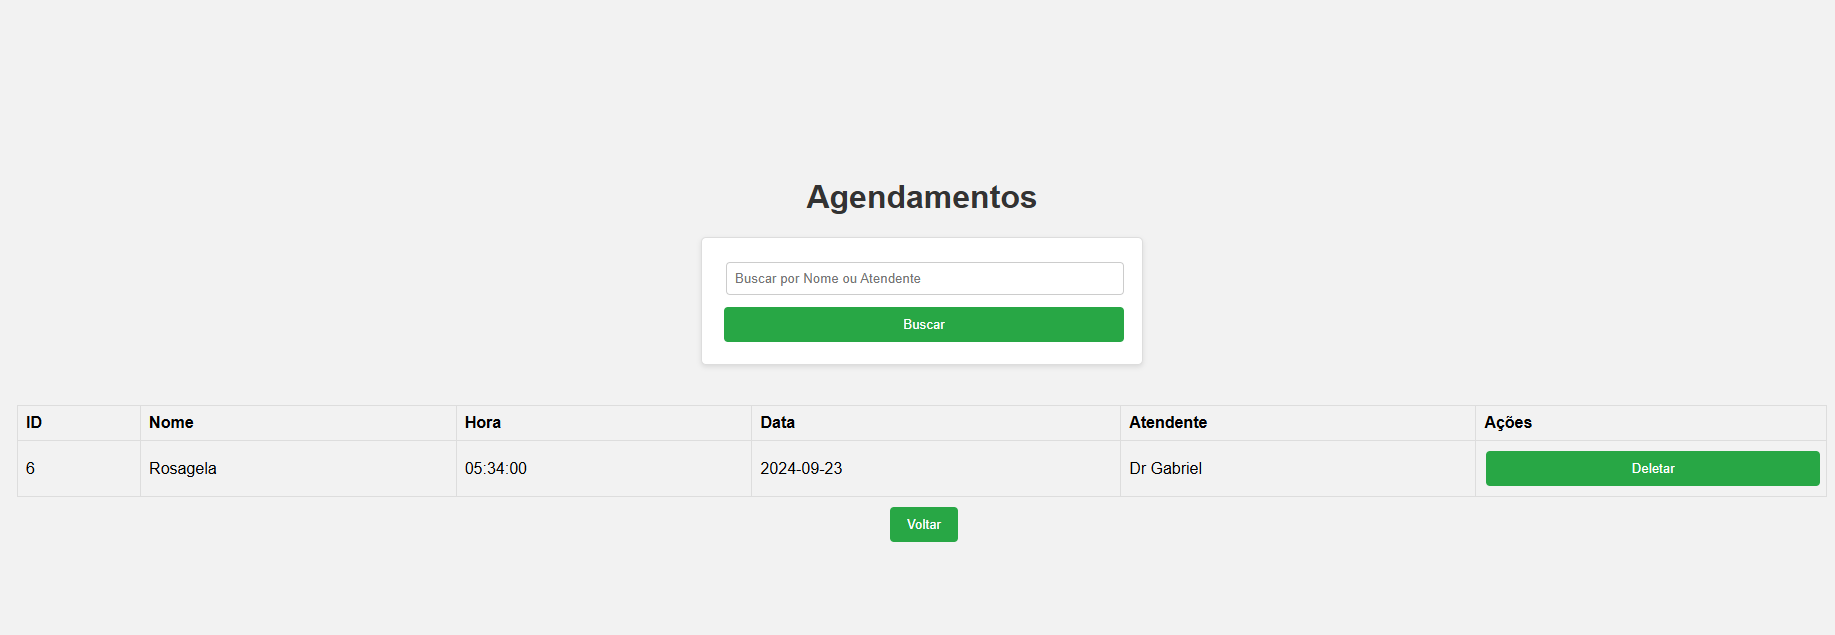 Agendamentos
Buscar por Nome ou Atendente
Buscar
ID Nome Hora Data Atendente Ações
6 Rosagela 05:34:00 2024-09-23 Dr Gabriel Deletar
Voltar